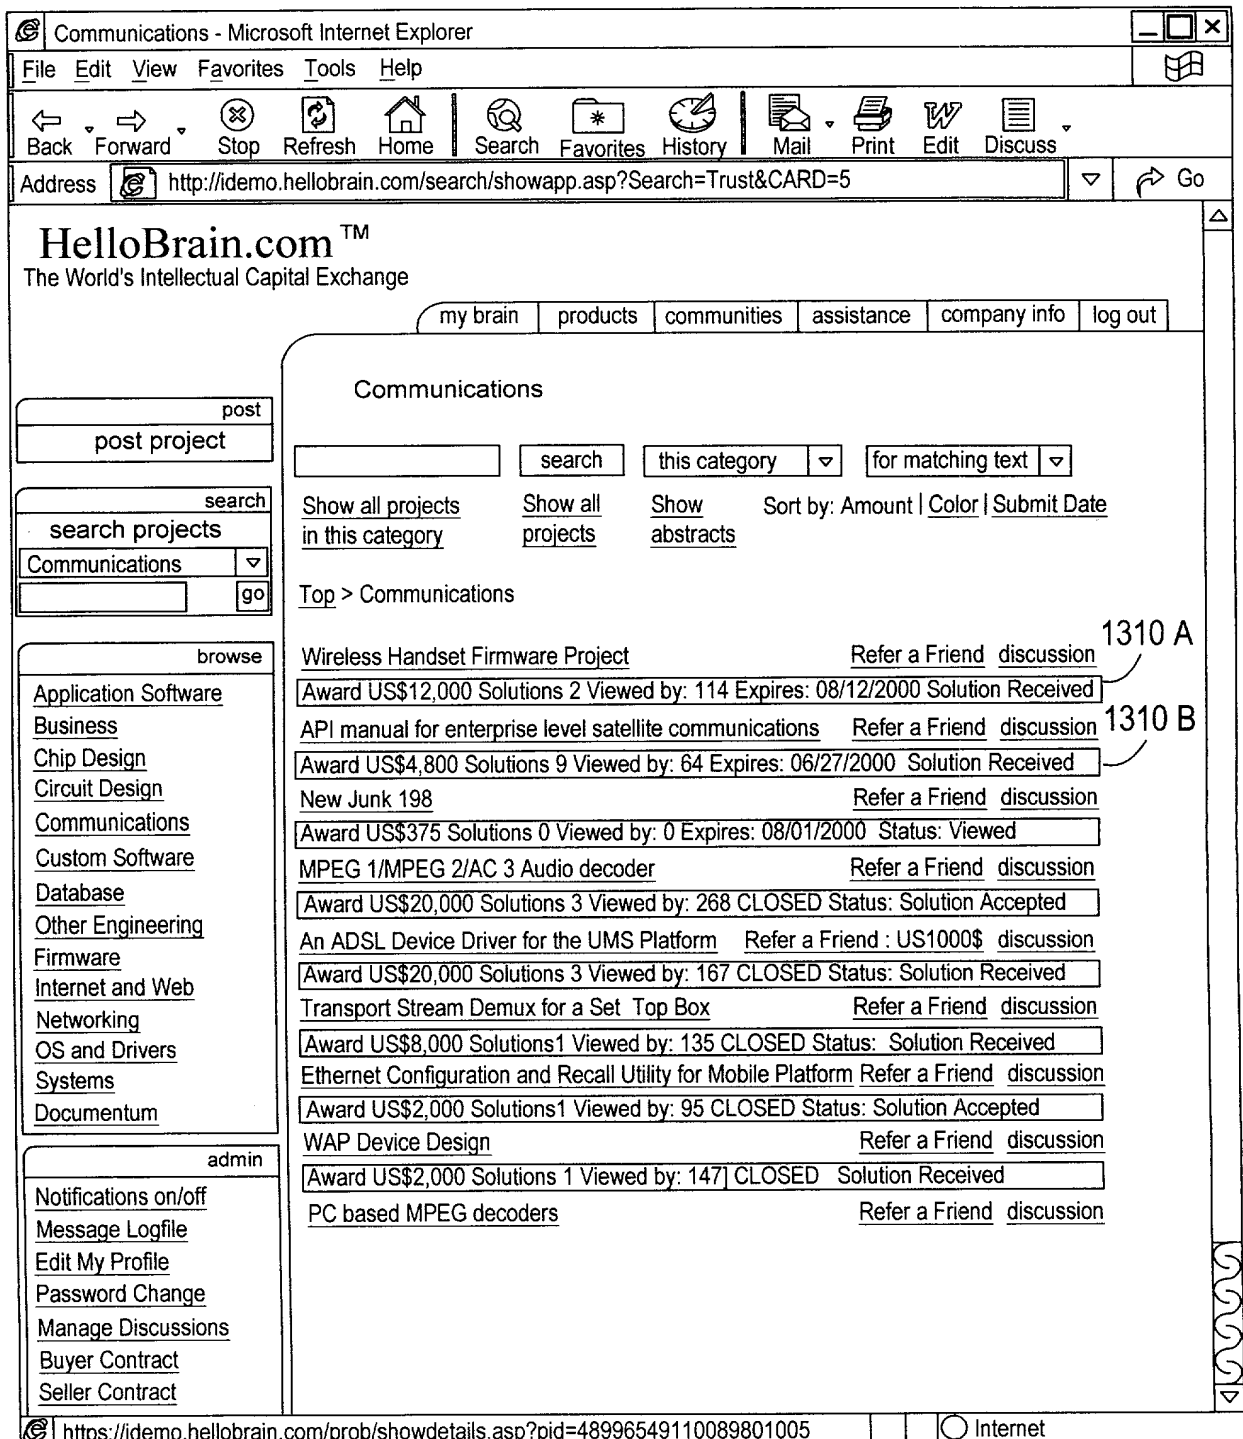 Communications - Microsoft Internet Explorer
File Edit View Favorites Tools Help
Back Forward Stop Refresh Home Search Favorites History Mail Print Edit Discuss
Address http://idemo.hellobrain.com/search/showapp.asp?Search=Trust&CARD=5 Go
HelloBrain.com™
The World's Intellectual Capital Exchange
my brain products communities assistance company info log out
Communications
post
post project
search this category for matching text
search
search projects
Communications
go
Show all projects in this category
Show all projects
Show abstracts
Sort by: Amount | Color | Submit Date
Top > Communications
browse
Application Software
Business
Chip Design
Circuit Design
Communications
Custom Software
Database
Other Engineering
Firmware
Internet and Web
Networking
OS and Drivers
Systems
Documentum
admin
Notifications on/off
Message Logfile
Edit My Profile
Password Change
Manage Discussions
Buyer Contract
Seller Contract
Wireless Handset Firmware Project Refer a Friend discussion
1310 A
Award US$12,000 Solutions 2 Viewed by: 114 Expires: 08/12/2000 Solution Received
API manual for enterprise level satellite communications Refer a Friend discussion
1310 B
Award US$4,800 Solutions 9 Viewed by: 64 Expires: 06/27/2000 Solution Received
New Junk 198 Refer a Friend discussion
Award US$375 Solutions 0 Viewed by: 0 Expires: 08/01/2000 Status: Viewed
MPEG 1/MPEG 2/AC 3 Audio decoder Refer a Friend discussion
Award US$20,000 Solutions 3 Viewed by: 268 CLOSED Status: Solution Accepted
An ADSL Device Driver for the UMS Platform Refer a Friend : US1000$ discussion
Award US$20,000 Solutions 3 Viewed by: 167 CLOSED Status: Solution Received
Transport Stream Demux for a Set Top Box Refer a Friend discussion
Award US$8,000 Solutions1 Viewed by: 135 CLOSED Status: Solution Received
Ethernet Configuration and Recall Utility for Mobile Platform Refer a Friend discussion
Award US$2,000 Solutions1 Viewed by: 95 CLOSED Status: Solution Accepted
WAP Device Design Refer a Friend discussion
Award US$2,000 Solutions 1 Viewed by: 147] CLOSED Solution Received
PC based MPEG decoders Refer a Friend discussion
https://idemo.hellobrain.com/prob/showdetails.asp?pid=48996549110089801005 Internet